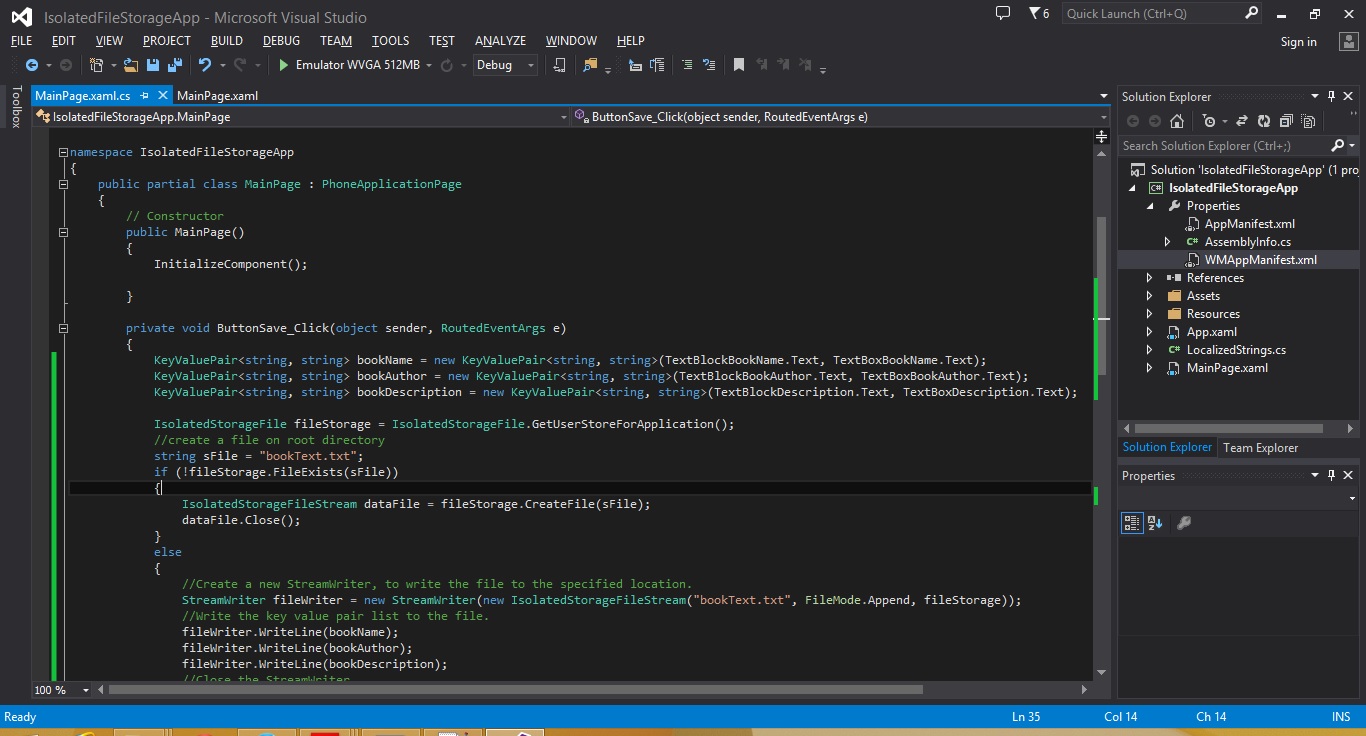 IsolatedFileStorageApp - Microsoft Visual Studio
6
Quick Launch (Ctrl+Q)
FILE EDIT VIEW PROJECT BUILD DEBUG TEAM TOOLS TEST ANALYZE WINDOW HELP
Sign in
Emulator WVGA 512MB
Debug
Toolbox
MainPage.xaml.cs
MainPage.xaml
IsolatedFileStorageApp.MainPage
ButtonSave_Click(object sender, RoutedEventArgs e)
namespace IsolatedFileStorageApp
{
public partial class MainPage : PhoneApplicationPage
{
// Constructor
public MainPage()
{
InitializeComponent();
}
private void ButtonSave_Click(object sender, RoutedEventArgs e)
{
KeyValuePair<string, string> bookName = new KeyValuePair<string, string>(TextBlockBookName.Text, TextBoxBookName.Text);
KeyValuePair<string, string> bookAuthor = new KeyValuePair<string, string>(TextBlockBookAuthor.Text, TextBoxBookAuthor.Text);
KeyValuePair<string, string> bookDescription = new KeyValuePair<string, string>(TextBlockDescription.Text, TextBoxDescription.Text);
IsolatedStorageFile fileStorage = IsolatedStorageFile.GetUserStoreForApplication();
//create a file on root directory
string sFile = "bookText.txt";
if (!fileStorage.FileExists(sFile))
{
IsolatedStorageFileStream dataFile = fileStorage.CreateFile(sFile);
dataFile.Close();
}
else
{
//Create a new StreamWriter, to write the file to the specified location.
StreamWriter fileWriter = new StreamWriter(new IsolatedStorageFileStream("bookText.txt", FileMode.Append, fileStorage));
//Write the key value pair list to the file.
fileWriter.WriteLine(bookName);
fileWriter.WriteLine(bookAuthor);
fileWriter.WriteLine(bookDescription);
//Close the StreamWriter
100 %
Solution Explorer
Search Solution Explorer (Ctrl+;)
Solution 'IsolatedFileStorageApp' (1 proj
C# IsolatedFileStorageApp
Properties
AppManifest.xml
C# AssemblyInfo.cs
WMAppManifest.xml
References
Assets
Resources
App.xaml
C# LocalizedStrings.cs
MainPage.xaml
Solution Explorer
Team Explorer
Properties
Ready
Ln 35
Col 14
Ch 14
INS